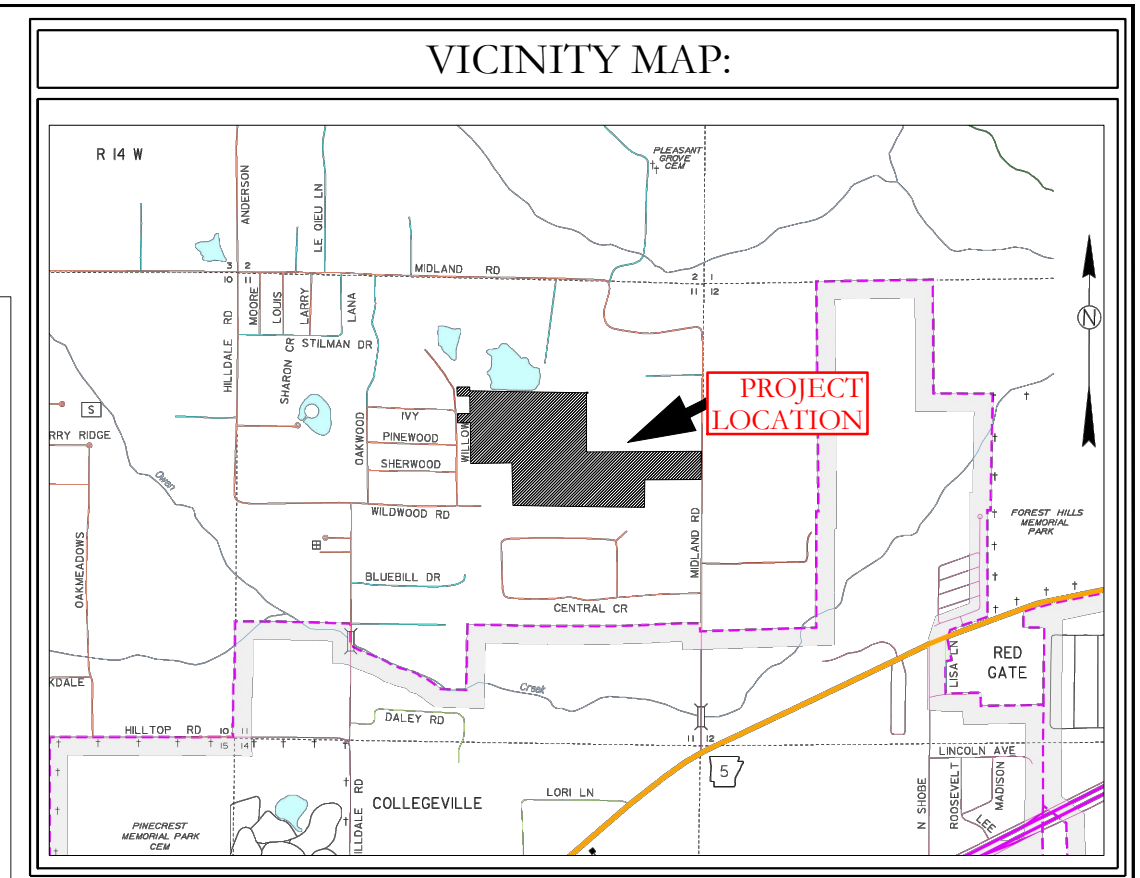 VICINITY MAP:
R 14 W
PLEASANT
GROVE
CEM
ANDERSON
LE QIEU LN
MIDLAND RD
3 2
10 11
2 1
11 12
MOORE
LOUIS
LARRY
LANA
HILLDALE RD
STILMAN DR
SHARON CR
N
PROJECT
LOCATION
S
RRY RIDGE
OAKWOOD
IVY
PINEWOOD
SHERWOOD
WILLOW
WILDWOOD RD
Owen
OAKMEADOWS
MIDLAND RD
FOREST HILLS
MEMORIAL
PARK
BLUEBILL DR
CENTRAL CR
LISA LN
RED
GATE
KDALE
Creek
DALEY RD
HILLTOP RD
10 11
15 14
11 12
5
LINCOLN AVE
LORI LN
COLLEGEVILLE
ILLDALE RD
N SHOBE
ROOSEVELT
MADISON
LEE
PINECREST
MEMORIAL PARK
CEM